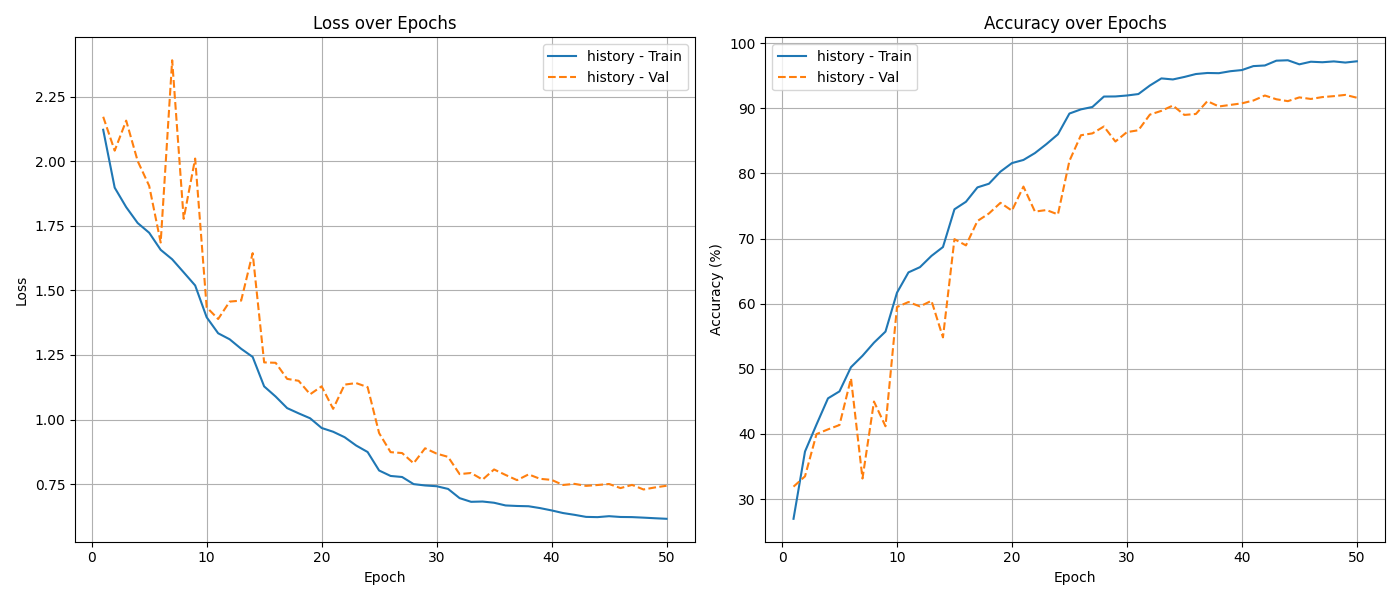 Loss over Epochs
history - Train
history - Val
2.25
2.00
1.75
1.50
1.25
1.00
0.75
Loss
0 10 20 30 40 50
Epoch
Accuracy over Epochs
history - Train
history - Val
100
90
80
70
60
50
40
30
Accuracy (%)
0 10 20 30 40 50
Epoch